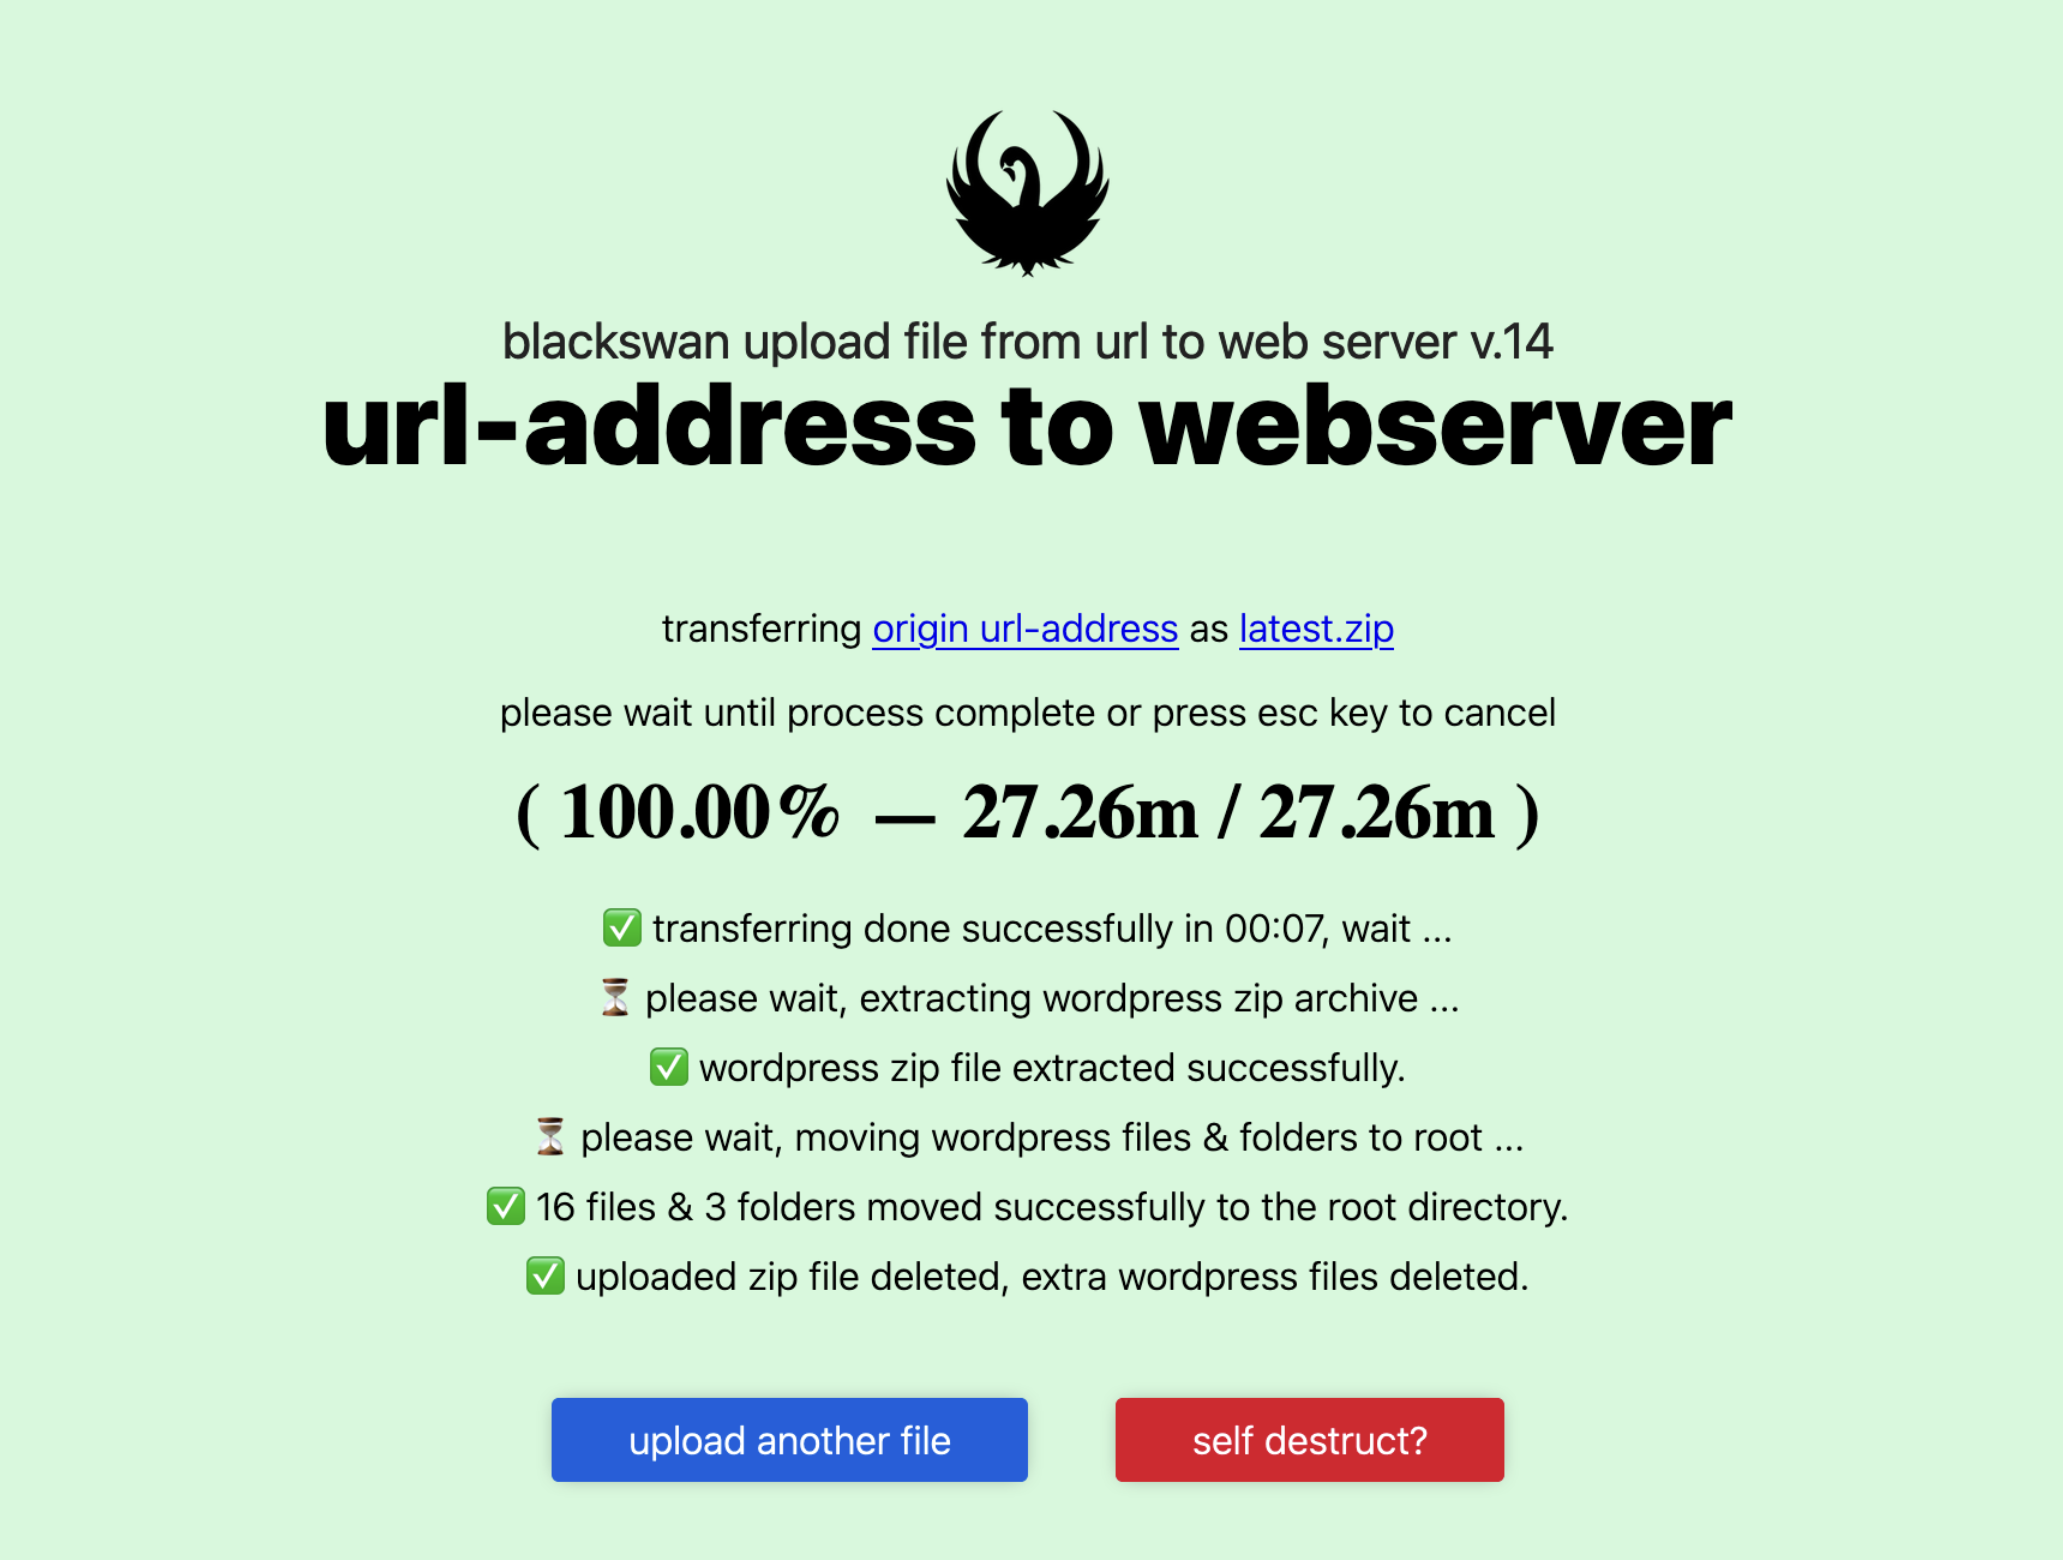 blackswan upload file from url to web server v.14
url-address to webserver
transferring origin url-address as latest.zip
please wait until process complete or press esc key to cancel
( 100.00% — 27.26m / 27.26m )
✅ transferring done successfully in 00:07, wait ...
⏳ please wait, extracting wordpress zip archive ...
✅ wordpress zip file extracted successfully.
⏳ please wait, moving wordpress files & folders to root ...
✅ 16 files & 3 folders moved successfully to the root directory.
✅ uploaded zip file deleted, extra wordpress files deleted.
upload another file
self destruct?